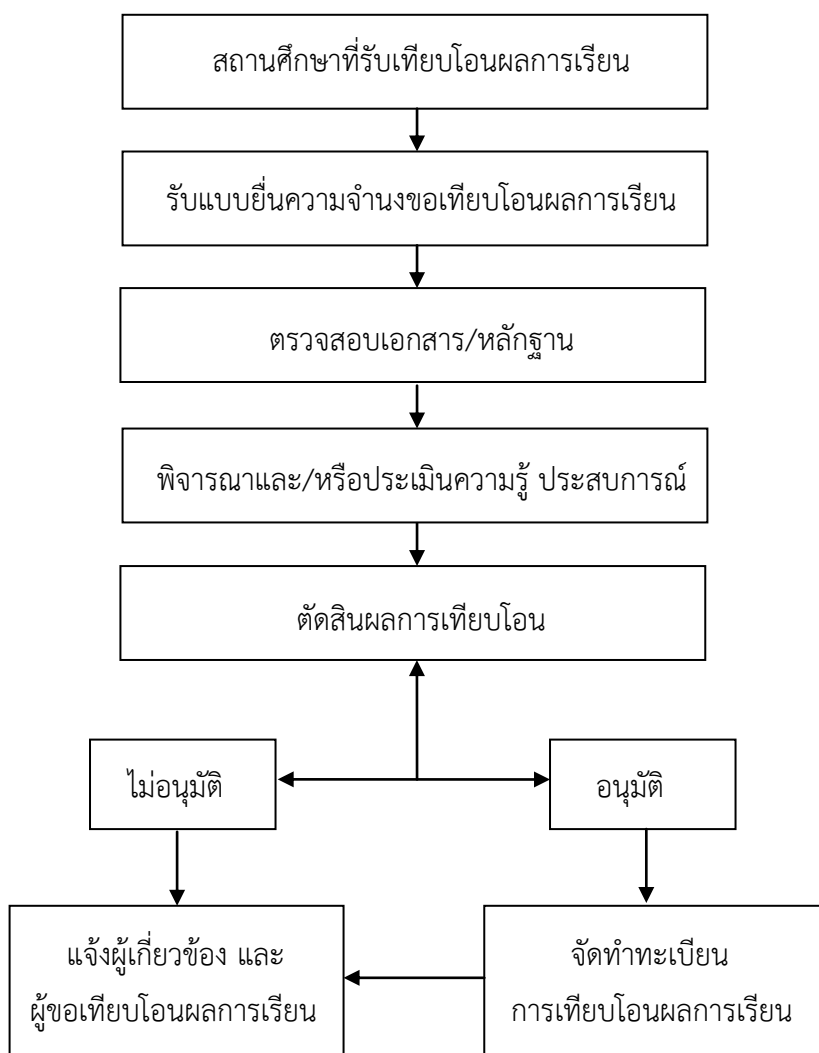 สถานศึกษาที่รับเทียบโอนผลการเรียน
รับแบบยื่นความจำนงขอเทียบโอนผลการเรียน
ตรวจสอบเอกสาร/หลักฐาน
พิจารณาและ/หรือประเมินความรู้ ประสบการณ์
ตัดสินผลการเทียบโอน
ไม่อนุมัติ
อนุมัติ
แจ้งผู้เกี่ยวข้อง และ
ผู้ขอเทียบโอนผลการเรียน
จัดทำทะเบียน
การเทียบโอนผลการเรียน